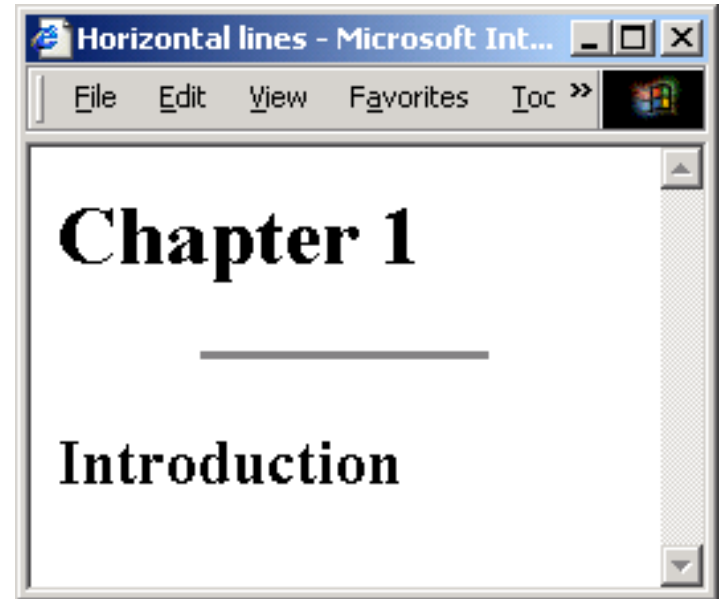 Horizontal lines - Microsoft Int...
File Edit View Favorites Toc »
Chapter 1
Introduction